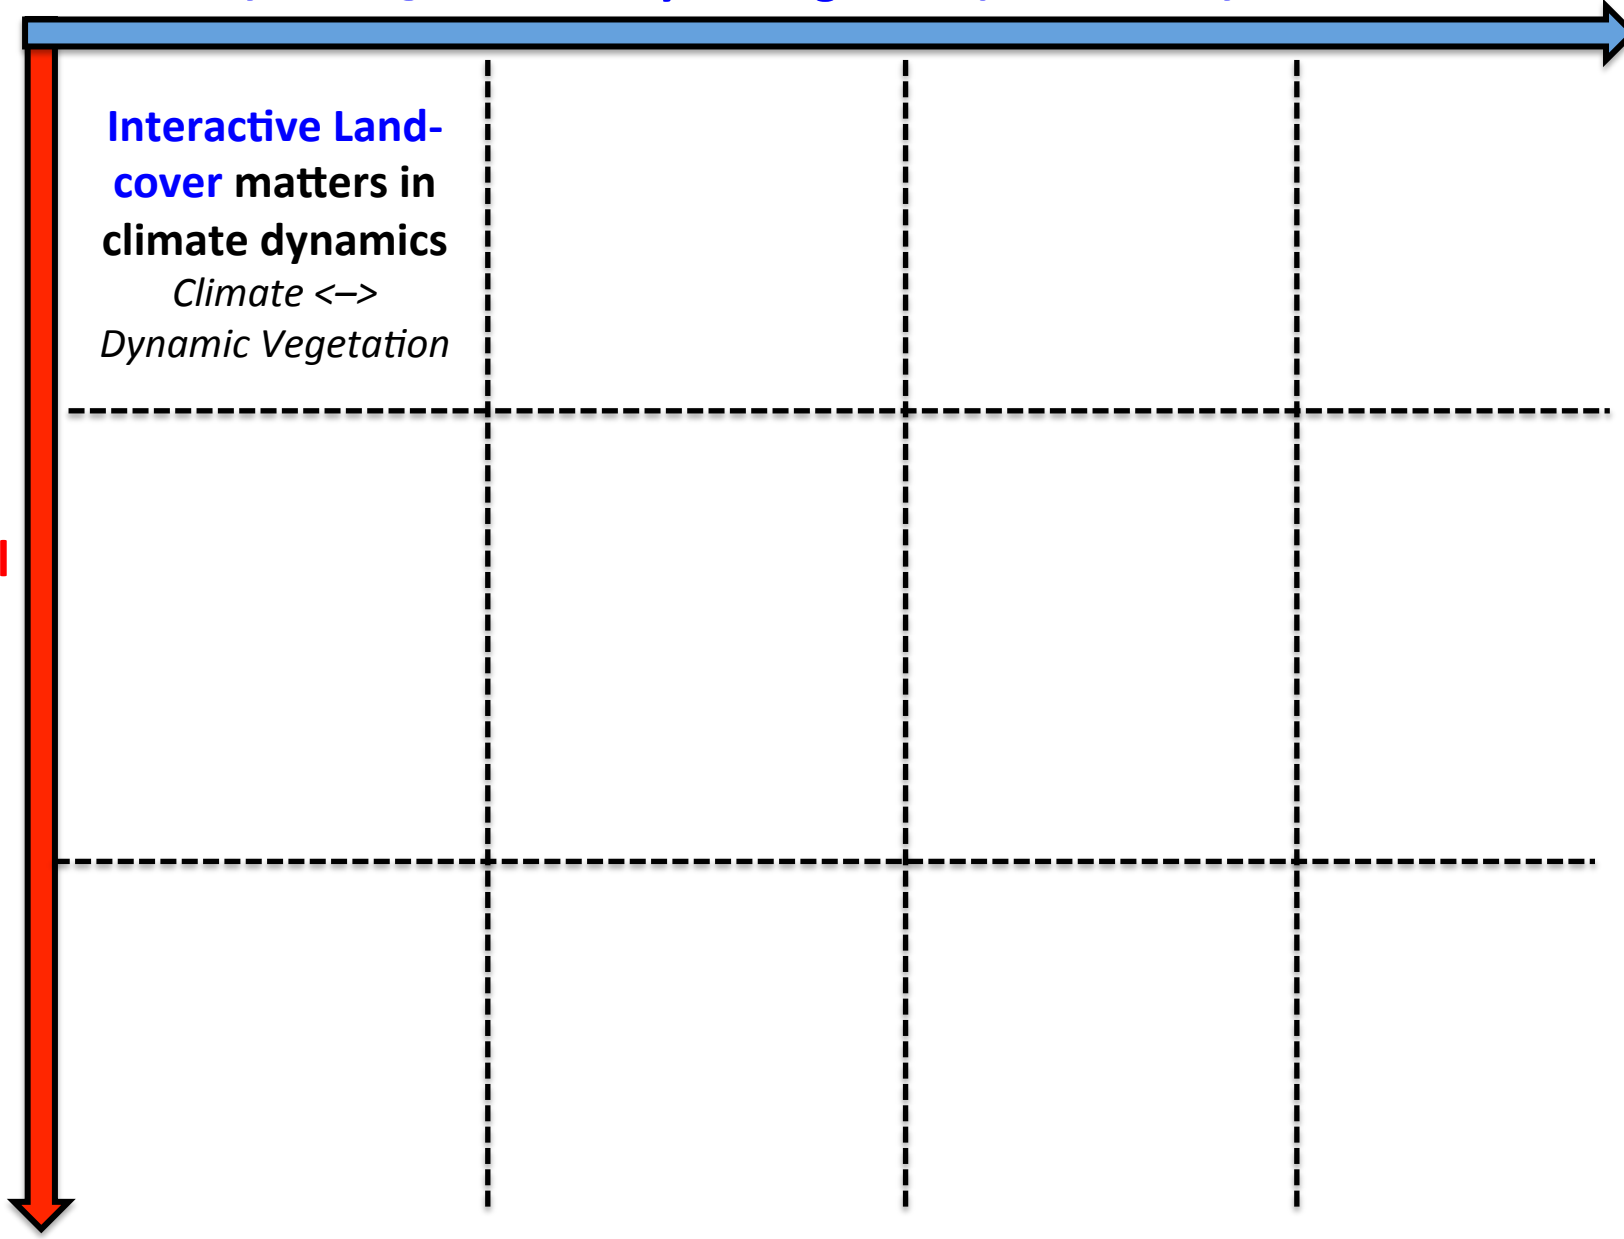 Interactive Land-
cover matters in
climate dynamics
Climate <–>
Dynamic Vegetation